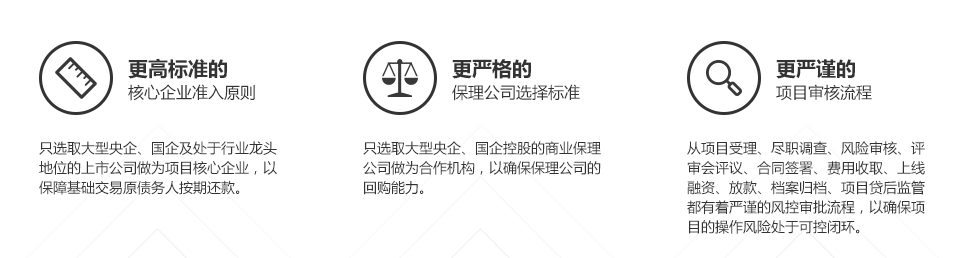 更高标准的
核心企业准入原则
只选取大型央企、国企及处于行业龙头
地位的上市公司做为项目核心企业，以
保障基础交易原债务人按期还款。
更严格的
保理公司选择标准
只选取大型央企、国企控股的商业保理
公司做为合作机构，以确保保理公司的
回购能力。
更严谨的
项目审核流程
从项目受理、尽职调查、风险审核、评
审会评议、合同签署、费用收取、上线
融资、放款、档案归档、项目贷后监管
都有着严谨的风控审批流程，以确保项
目的操作风险处于可控闭环。